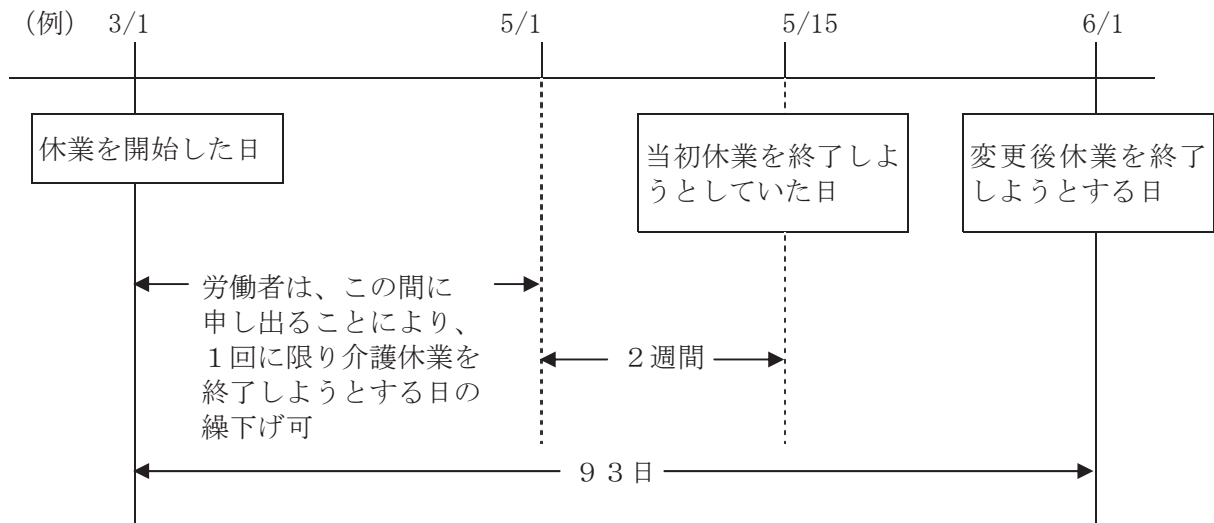 （例） 3/1 5/1 5/15 6/1
休業を開始した日
当初休業を終了しよ
うとしていた日
変更後休業を終了
しようとする日
労働者は、この間に
申し出ることにより、
１回に限り介護休業を
終了しようとする日の
繰下げ可
２週間
９３日